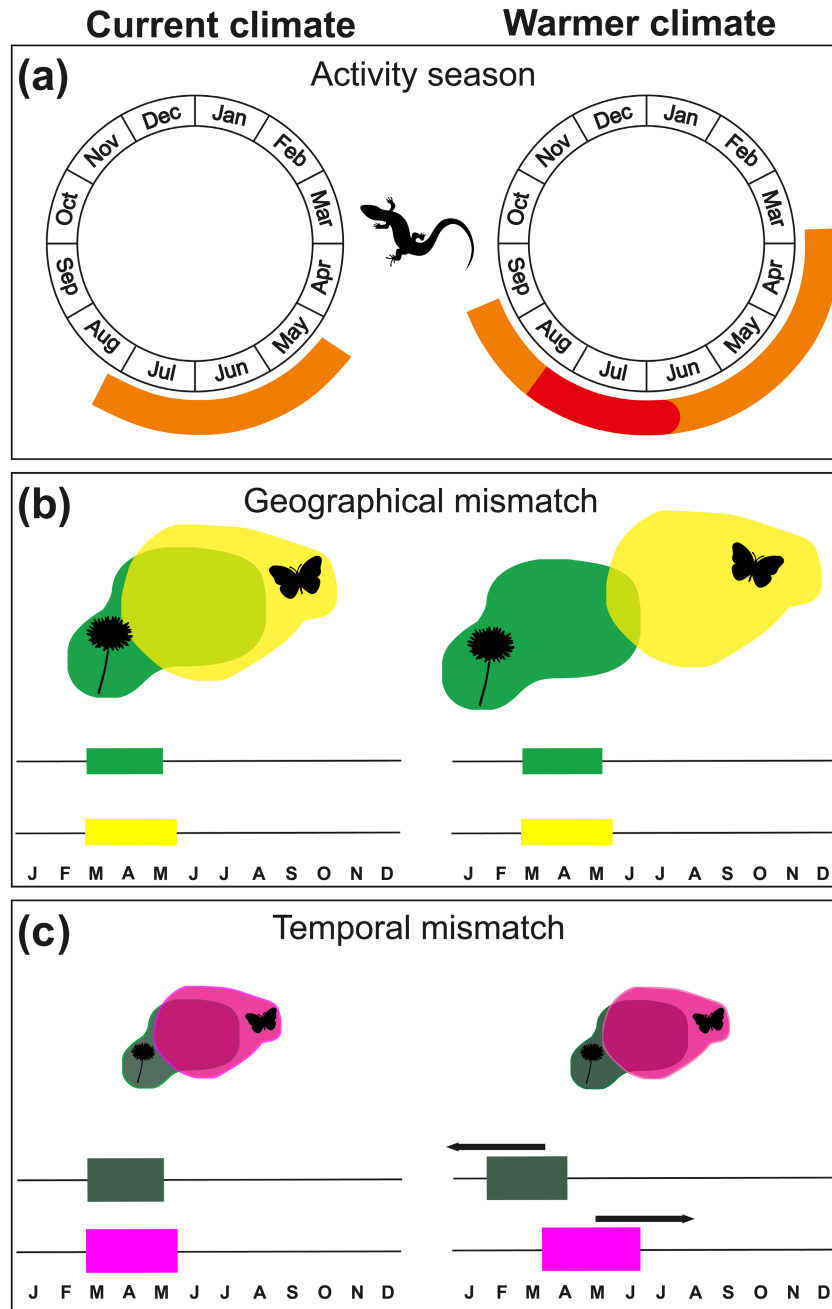 Current climate Warmer climate
(a) Activity season
Jan Feb Mar Apr May Jun Jul Aug Sep Oct Nov Dec
Jan Feb Mar Apr May Jun Jul Aug Sep Oct Nov Dec
(b) Geographical mismatch
J F M A M J J A S O N D J F M A M J J A S O N D
(c) Temporal mismatch
J F M A M J J A S O N D J F M A M J J A S O N D